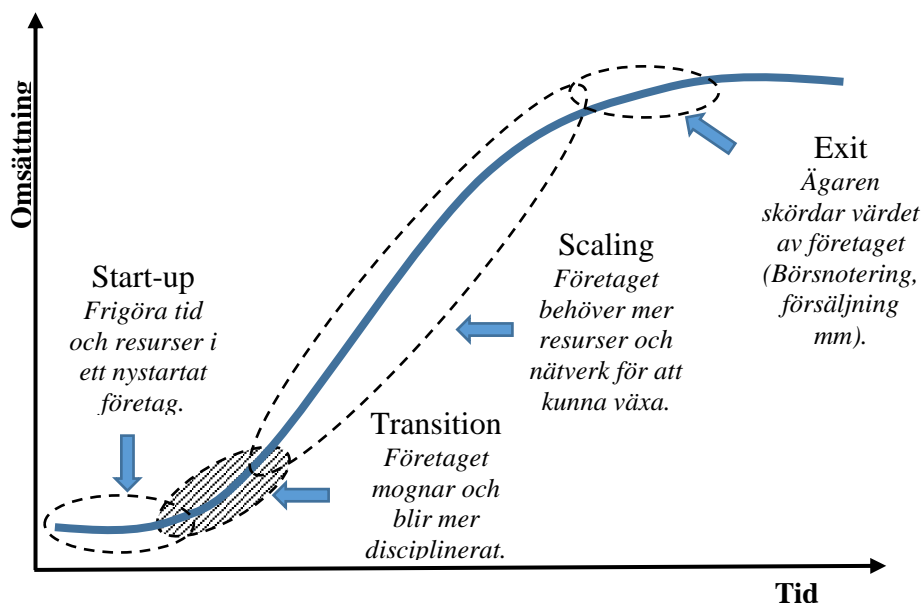 Omsättning
Start-up
Frigöra tid
och resurser i
ett nystartat
företag.
Transition
Företaget
mognar och
blir mer
disciplinerat.
Scaling
Företaget
behöver mer
resurser och
nätverk för att
kunna växa.
Exit
Ägaren
skördar värdet
av företaget
(Börsnotering,
försäljning
mm).
Tid